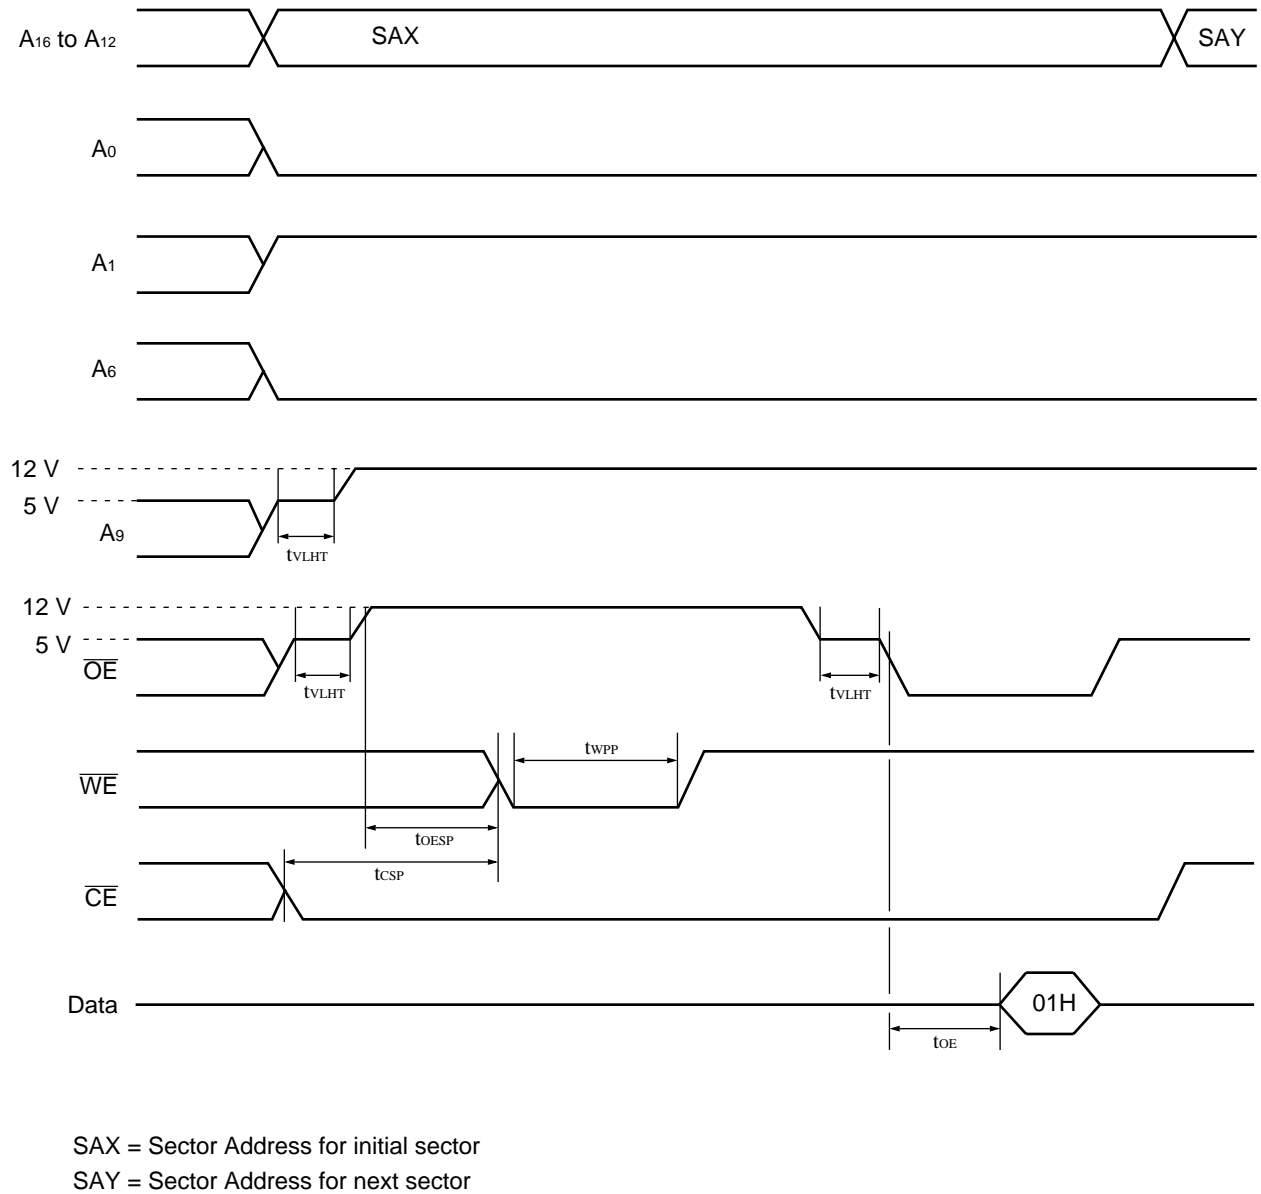 A16 to A12
SAX
SAY
A0
A1
A6
12 V
5 V
A9
tVLHT
12 V
5 V
OE
tVLHT
tVLHT
tWPP
WE
tOESP
tCSP
CE
Data
01H
tOE
SAX = Sector Address for initial sector
SAY = Sector Address for next sector